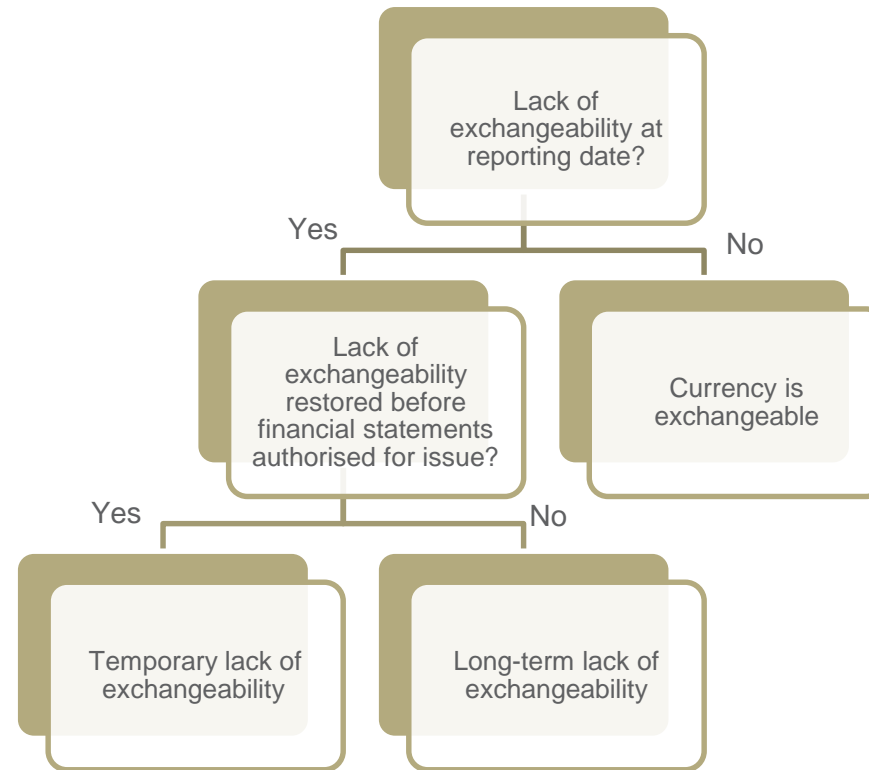 Lack of
exchangeability at
reporting date?
Yes
No
Lack of
exchangeability
restored before
financial statements
authorised for issue?
Currency is
exchangeable
Yes
No
Temporary lack of
exchangeability
Long-term lack of
exchangeability